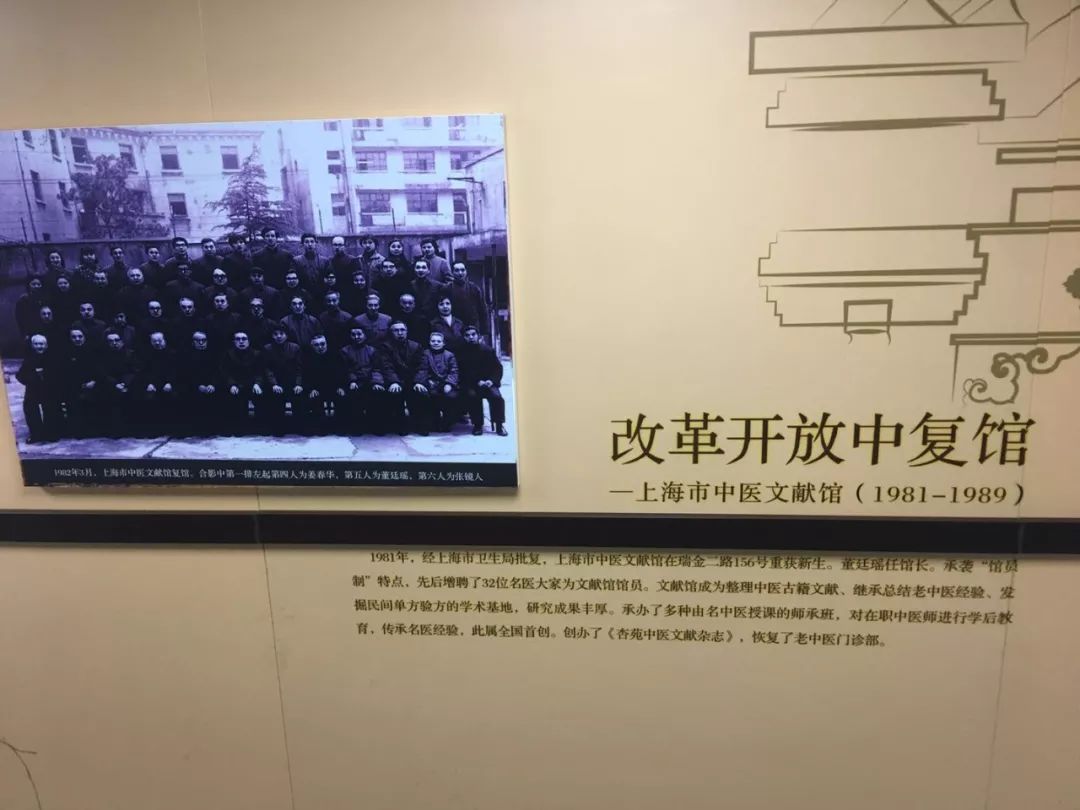 1982年3月，上海市中医文献馆复馆。合影中第一排左起第四人为姜春华，第五人为董廷瑶，第六人为张镜人
改革开放中复馆
—上海市中医文献馆（1981-1989）
1981年，经上海市卫生局批复，上海市中医文献馆在瑞金二路156号重获新生。董廷瑶任馆长。承袭“馆员
制”特点，先后增聘了32位名医大家为文献馆馆员。文献馆成为整理中医古籍文献、继承总结老中医经验、发
掘民间单方验方的学术基地，研究成果丰厚。承办了多种由名中医授课的师承班，对在职中医师进行学后教
育，传承名医经验，此属全国首创。创办了《杏苑中医文献杂志》，恢复了老中医门诊部。